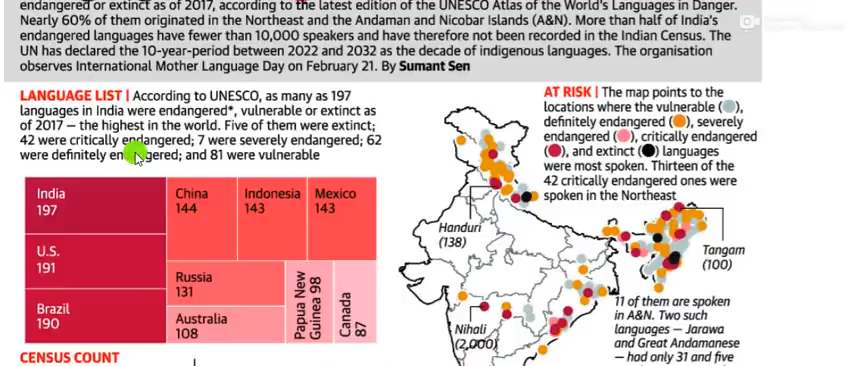 endangered or extinct as of 2017, according to the latest edition of the UNESCO Atlas of the World's Languages in Danger.
Nearly 60% of them originated in the Northeast and the Andaman and Nicobar Islands (A&N). More than half of India's
endangered languages have fewer than 10,000 speakers and have therefore not been recorded in the Indian Census. The
UN has declared the 10-year-period between 2022 and 2032 as the decade of indigenous languages. The organisation
observes International Mother Language Day on February 21. By Sumant Sen
LANGUAGE LIST | According to UNESCO, as many as 197
languages in India were endangered*, vulnerable or extinct as
of 2017 — the highest in the world. Five of them were extinct;
42 were critically endangered; 7 were severely endangered; 62
were definitely endangered; and 81 were vulnerable
India
197
U.S.
191
Brazil
190
China
144
Indonesia
143
Mexico
143
Russia
131
Australia
108
Papua New
Guinea 98
Canada
87
CENSUS COUNT
AT RISK | The map points to the
locations where the vulnerable ( ),
definitely endangered ( ), severely
endangered ( ), critically endangered
( ), and extinct ( ) languages
were most spoken. Thirteen of the
42 critically endangered ones were
spoken in the Northeast
Handuri
(138)
Tangam
(100)
Nihali
(2,000)
11 of them are spoken
in A&N. Two such
languages — Jarawa
and Great Andamanese
— had only 31 and five